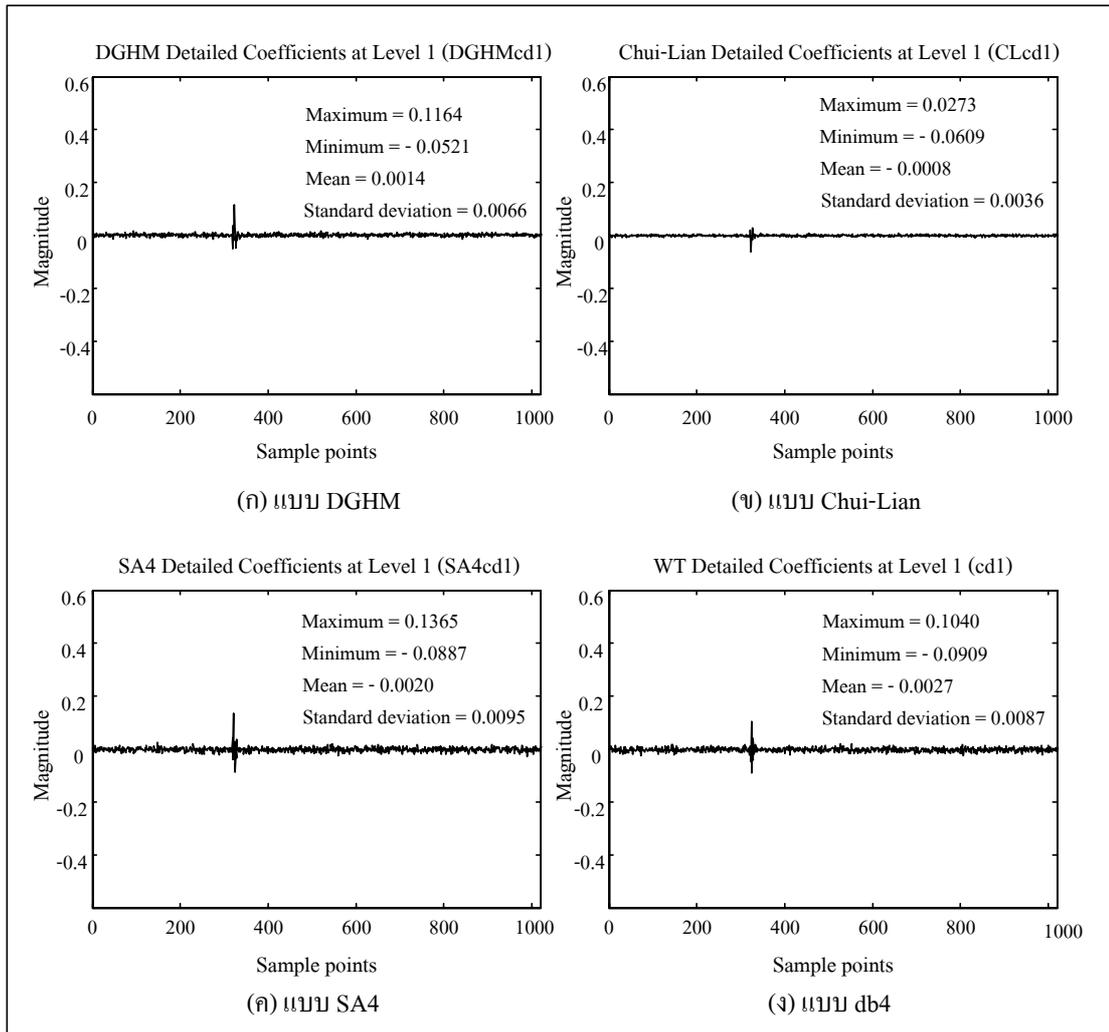 DGHM Detailed Coefficients at Level 1 (DGHMcd1)
0.6
0.4
0.2
0
-0.2
-0.4
Magnitude
Maximum = 0.1164
Minimum = - 0.0521
Mean = 0.0014
Standard deviation = 0.0066
0 200 400 600 800 1000
Sample points
(ก) แบบ DGHM
Chui-Lian Detailed Coefficients at Level 1 (CLcd1)
0.6
0.4
0.2
0
-0.2
-0.4
Magnitude
Maximum = 0.0273
Minimum = - 0.0609
Mean = - 0.0008
Standard deviation = 0.0036
0 200 400 600 800 1000
Sample points
(ข) แบบ Chui-Lian
SA4 Detailed Coefficients at Level 1 (SA4cd1)
0.6
0.4
0.2
0
-0.2
-0.4
Magnitude
Maximum = 0.1365
Minimum = - 0.0887
Mean = - 0.0020
Standard deviation = 0.0095
0 200 400 600 800 1000
Sample points
(ค) แบบ SA4
WT Detailed Coefficients at Level 1 (cd1)
0.6
0.4
0.2
0
-0.2
-0.4
Magnitude
Maximum = 0.1040
Minimum = - 0.0909
Mean = - 0.0027
Standard deviation = 0.0087
0 200 400 600 800 1000
Sample points
(ง) แบบ db4